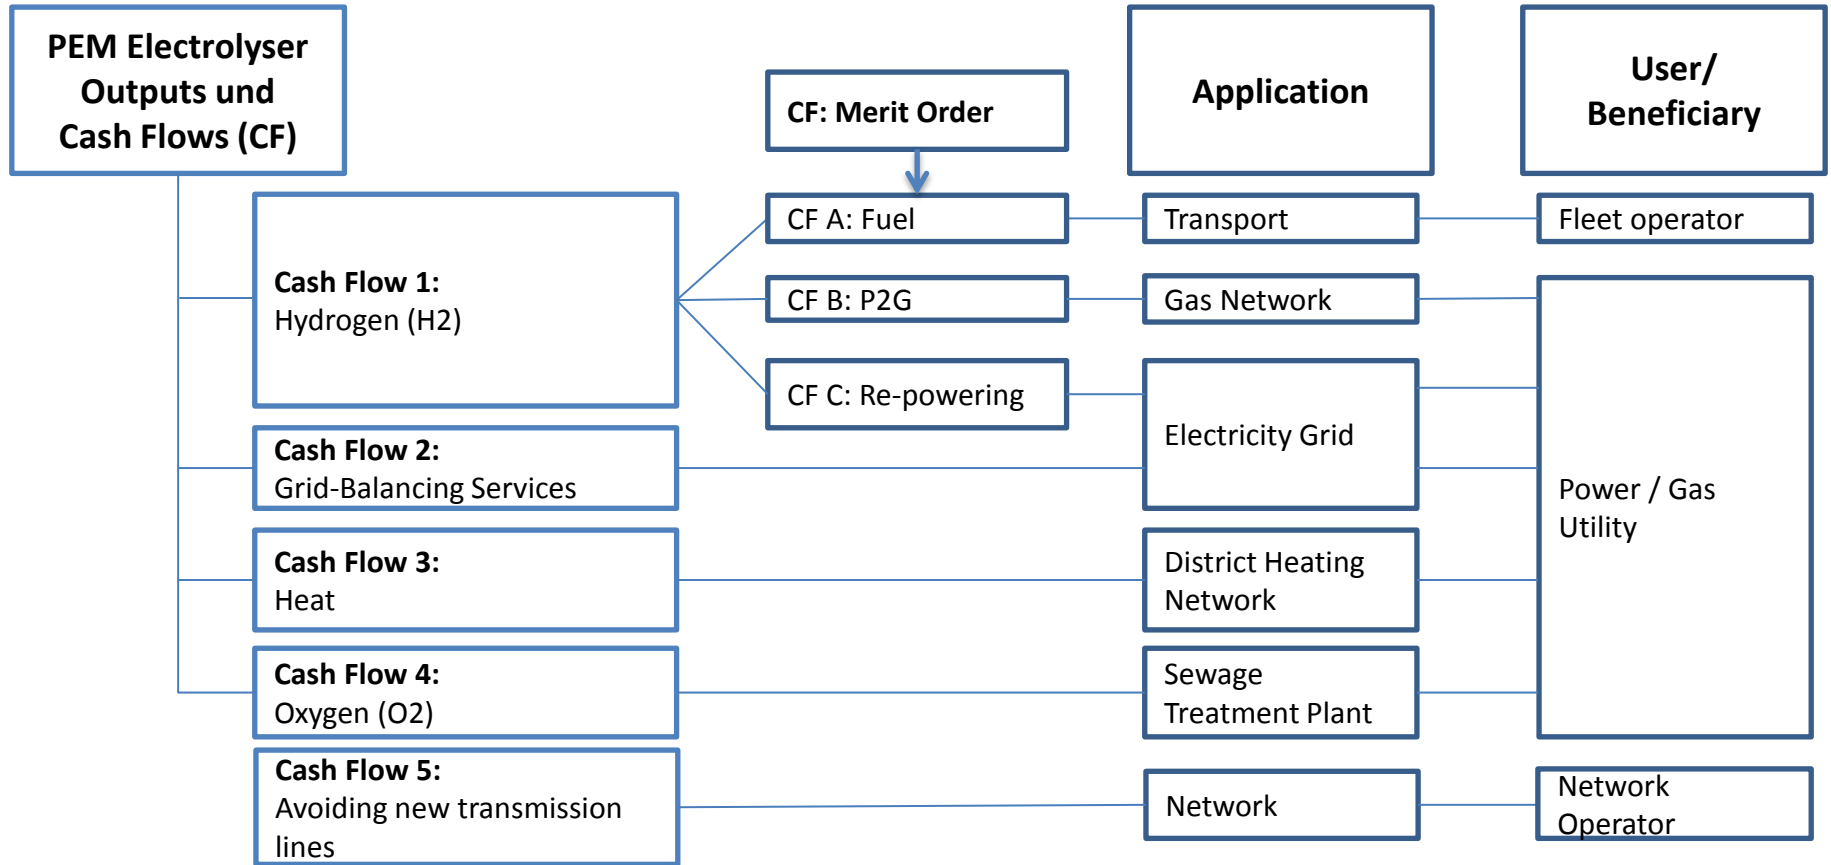 PEM Electrolyser
Outputs und
Cash Flows (CF)
CF: Merit Order
Application
User/
Beneficiary
Cash Flow 1:
Hydrogen (H2)
CF A: Fuel
Transport
Fleet operator
CF B: P2G
Gas Network
CF C: Re-powering
Electricity Grid
Power / Gas
Utility
Cash Flow 2:
Grid-Balancing Services
Cash Flow 3:
Heat
District Heating
Network
Cash Flow 4:
Oxygen (O2)
Sewage
Treatment Plant
Cash Flow 5:
Avoiding new transmission
lines
Network
Network
Operator